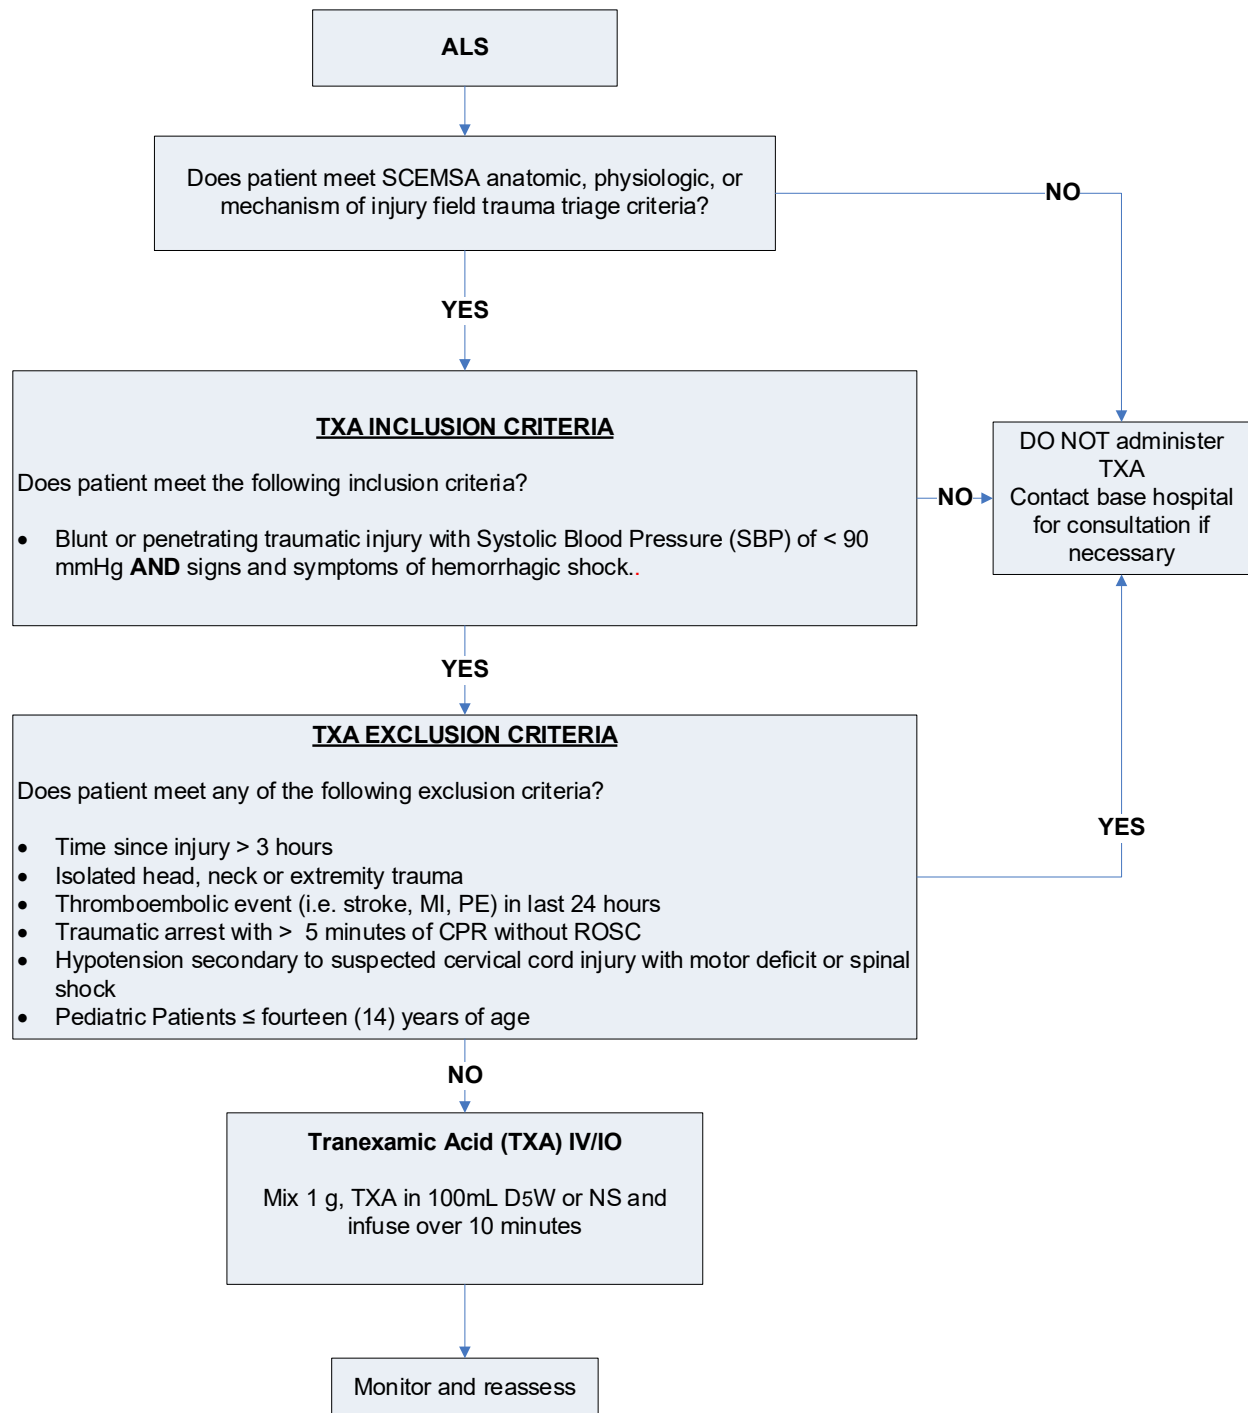 ALS
Does patient meet SCEMSA anatomic, physiologic, or
mechanism of injury field trauma triage criteria?
NO
YES
TXA INCLUSION CRITERIA
Does patient meet the following inclusion criteria?
• Blunt or penetrating traumatic injury with Systolic Blood Pressure (SBP) of < 90
mmHg AND signs and symptoms of hemorrhagic shock..
NO
DO NOT administer
TXA
Contact base hospital
for consultation if
necessary
YES
TXA EXCLUSION CRITERIA
Does patient meet any of the following exclusion criteria?
• Time since injury > 3 hours
• Isolated head, neck or extremity trauma
• Thromboembolic event (i.e. stroke, MI, PE) in last 24 hours
• Traumatic arrest with > 5 minutes of CPR without ROSC
• Hypotension secondary to suspected cervical cord injury with motor deficit or spinal
shock
• Pediatric Patients ≤ fourteen (14) years of age
YES
NO
Tranexamic Acid (TXA) IV/IO
Mix 1 g, TXA in 100mL D5W or NS and
infuse over 10 minutes
Monitor and reassess